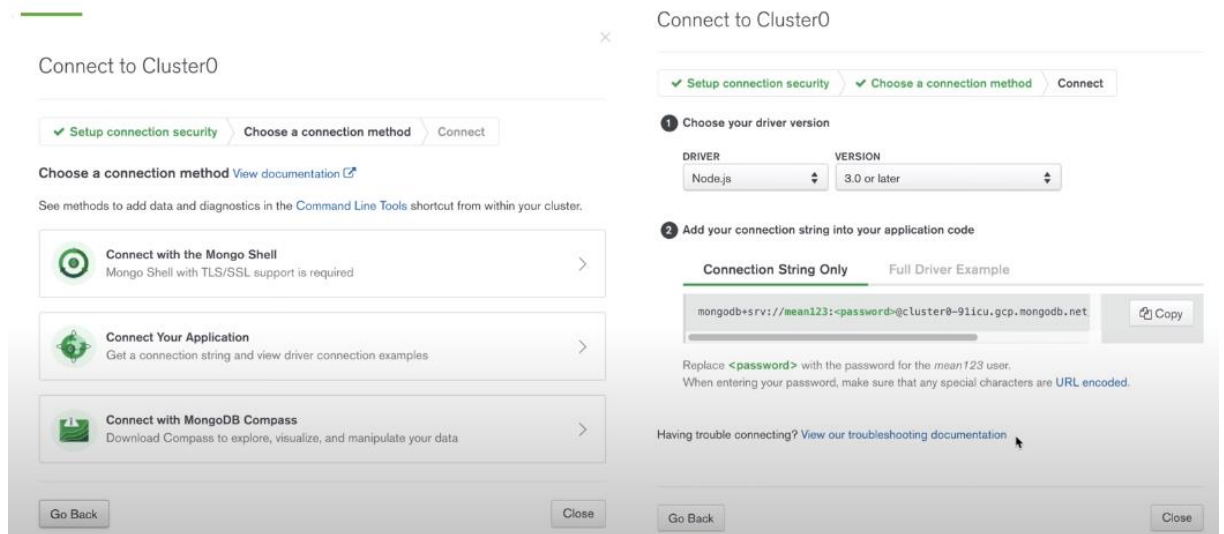 Connect to Cluster0
Setup connection security
Choose a connection method
Connect
Choose a connection method View documentation
See methods to add data and diagnostics in the Command Line Tools shortcut from within your cluster.
Connect with the Mongo Shell
Mongo Shell with TLS/SSL support is required
Connect Your Application
Get a connection string and view driver connection examples
Connect with MongoDB Compass
Download Compass to explore, visualize, and manipulate your data
Go Back
Close
Connect to Cluster0
Setup connection security
Choose a connection method
Connect
1 Choose your driver version
DRIVER
VERSION
Node.js
3.0 or later
2 Add your connection string into your application code
Connection String Only
Full Driver Example
mongodb+srv://mean123:<password>@cluster0-91icu.gcp.mongodb.net
Copy
Replace <password> with the password for the mean123 user.
When entering your password, make sure that any special characters are URL encoded.
Having trouble connecting? View our troubleshooting documentation
Go Back
Close